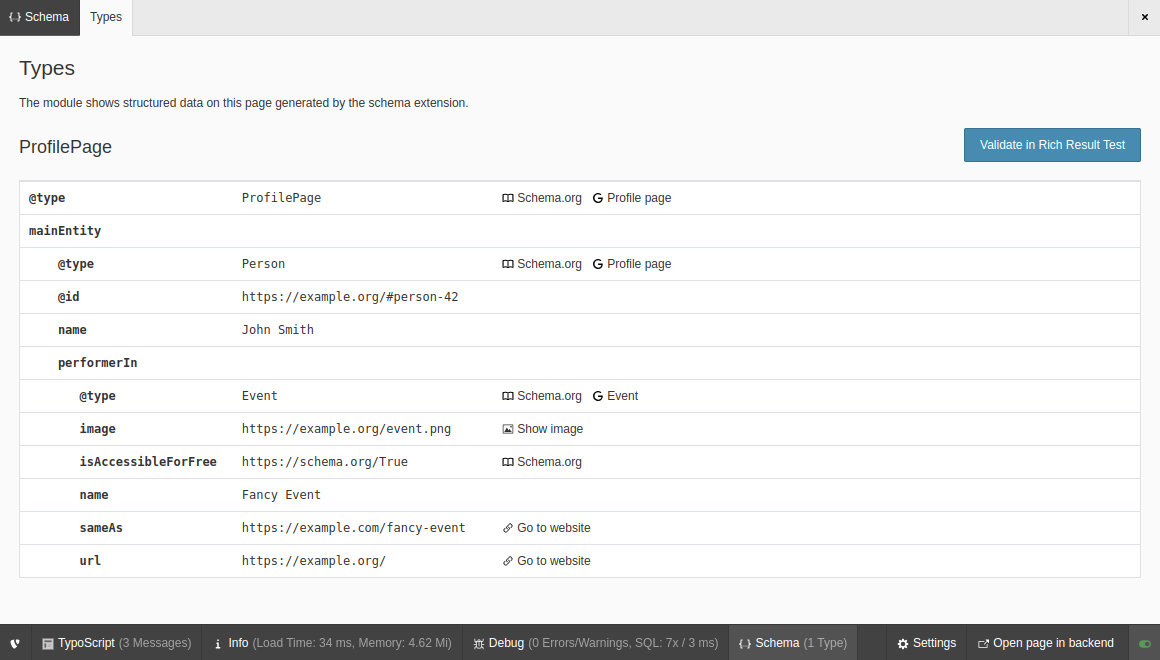 {} Schema Types ×
Types
The module shows structured data on this page generated by the schema extension.
ProfilePage Validate in Rich Result Test
@type ProfilePage Schema.org G Profile page
mainEntity
@type Person Schema.org G Profile page
@id https://example.org/#person-42
name John Smith
performerIn
@type Event Schema.org G Event
image https://example.org/event.png Show image
isAccessibleForFree https://schema.org/True Schema.org
name Fancy Event
sameAs https://example.com/fancy-event Go to website
url https://example.org/ Go to website
TypoScript (3 Messages) i Info (Load Time: 34 ms, Memory: 4.62 Mi) Debug (0 Errors/Warnings, SQL: 7x / 3 ms) {} Schema (1 Type) Settings Open page in backend